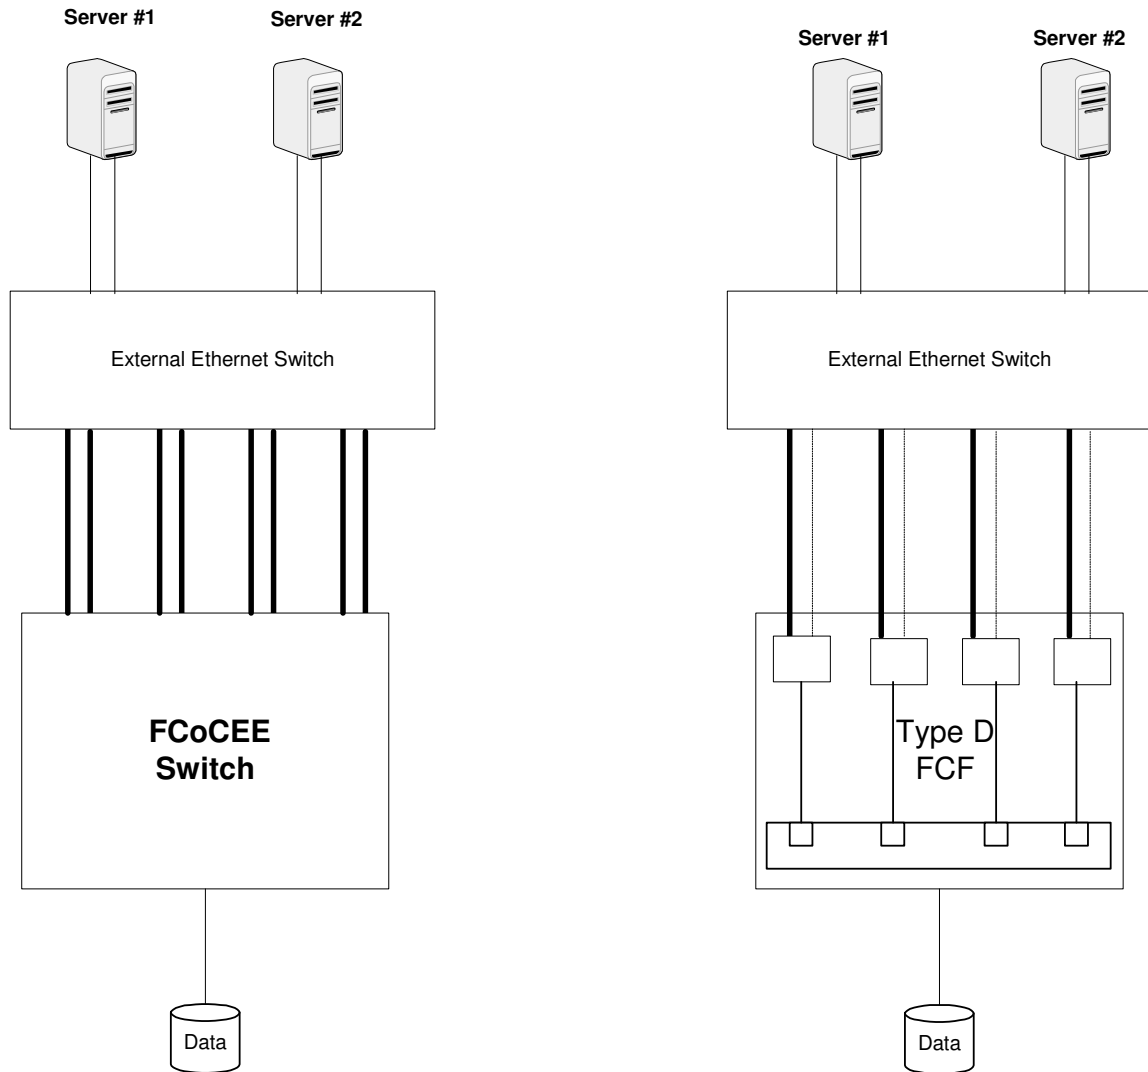 Server #1
Server #2
External Ethernet Switch
FCoCEE
Switch
Data
Server #1
Server #2
External Ethernet Switch
Type D
FCF
Data